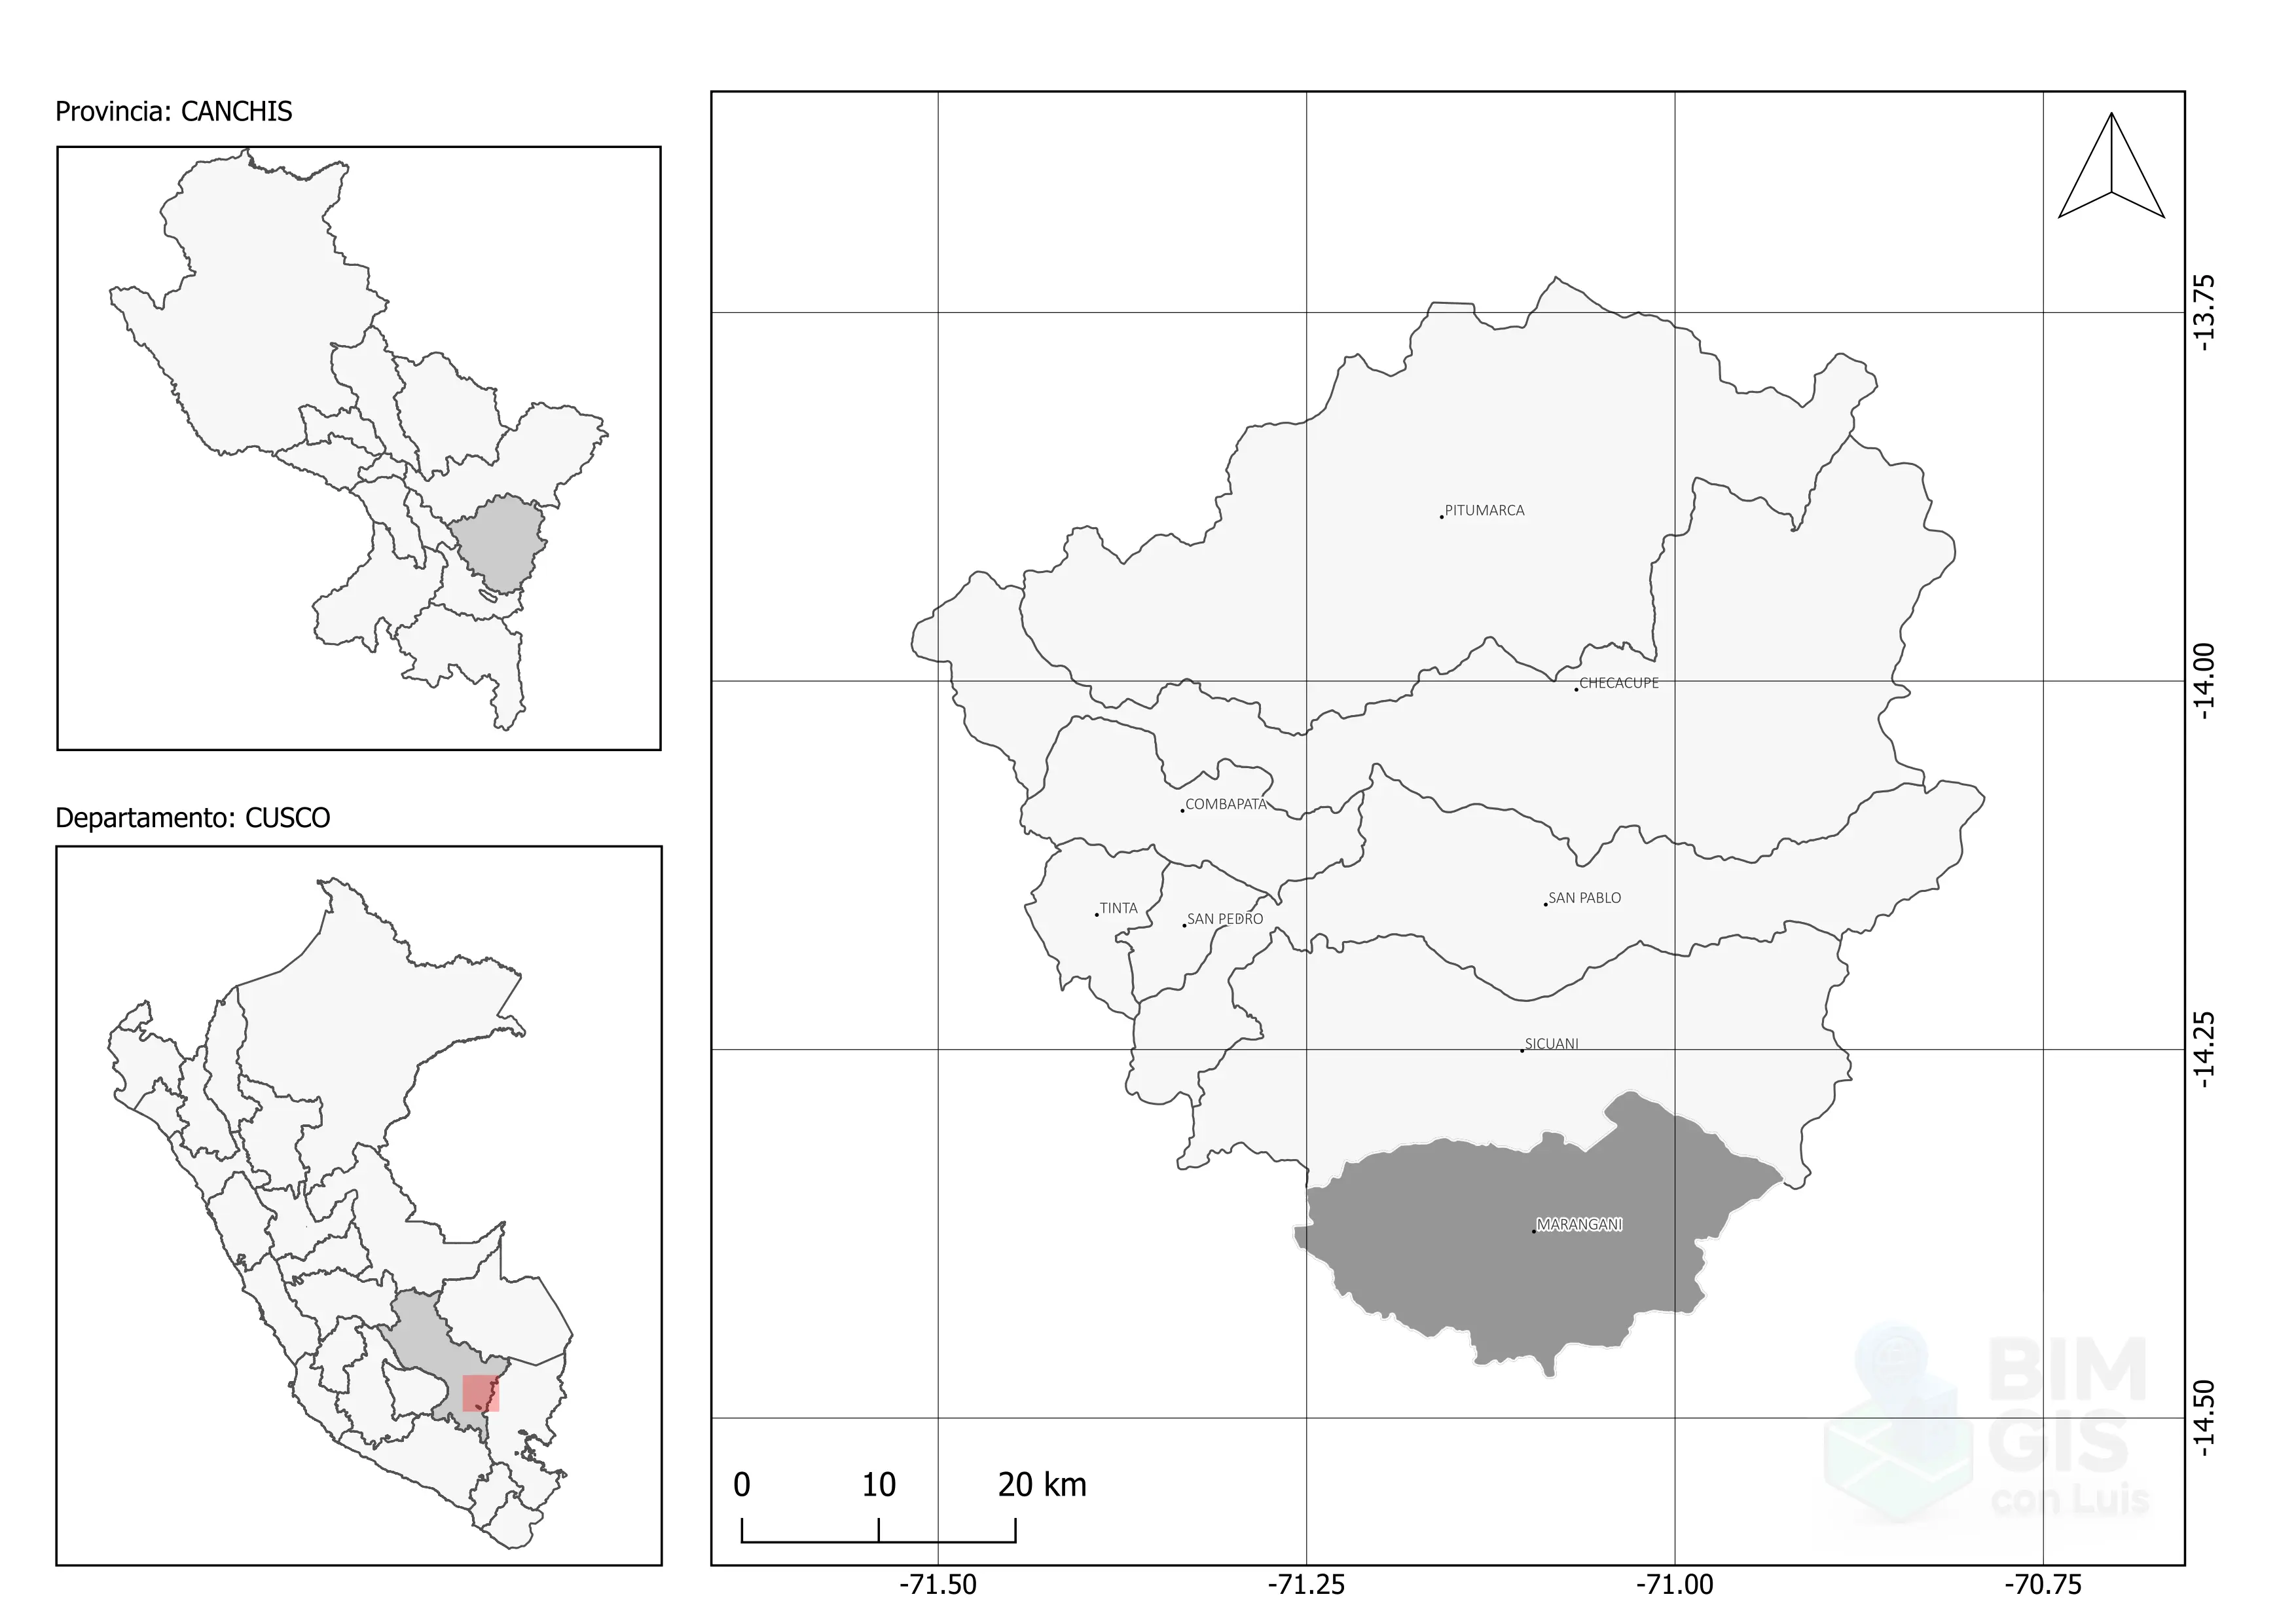 Provincia: CANCHIS
Departamento: CUSCO
PITUMARCA
CHECACUPE
COMBAPATA
TINTA
SAN PEDRO
SAN PABLO
SICUANI
MARANGANI
-13.75
-14.00
-14.25
-14.50
0 10 20 km
-71.50 -71.25 -71.00 -70.75
BIM
GIS
con Luis